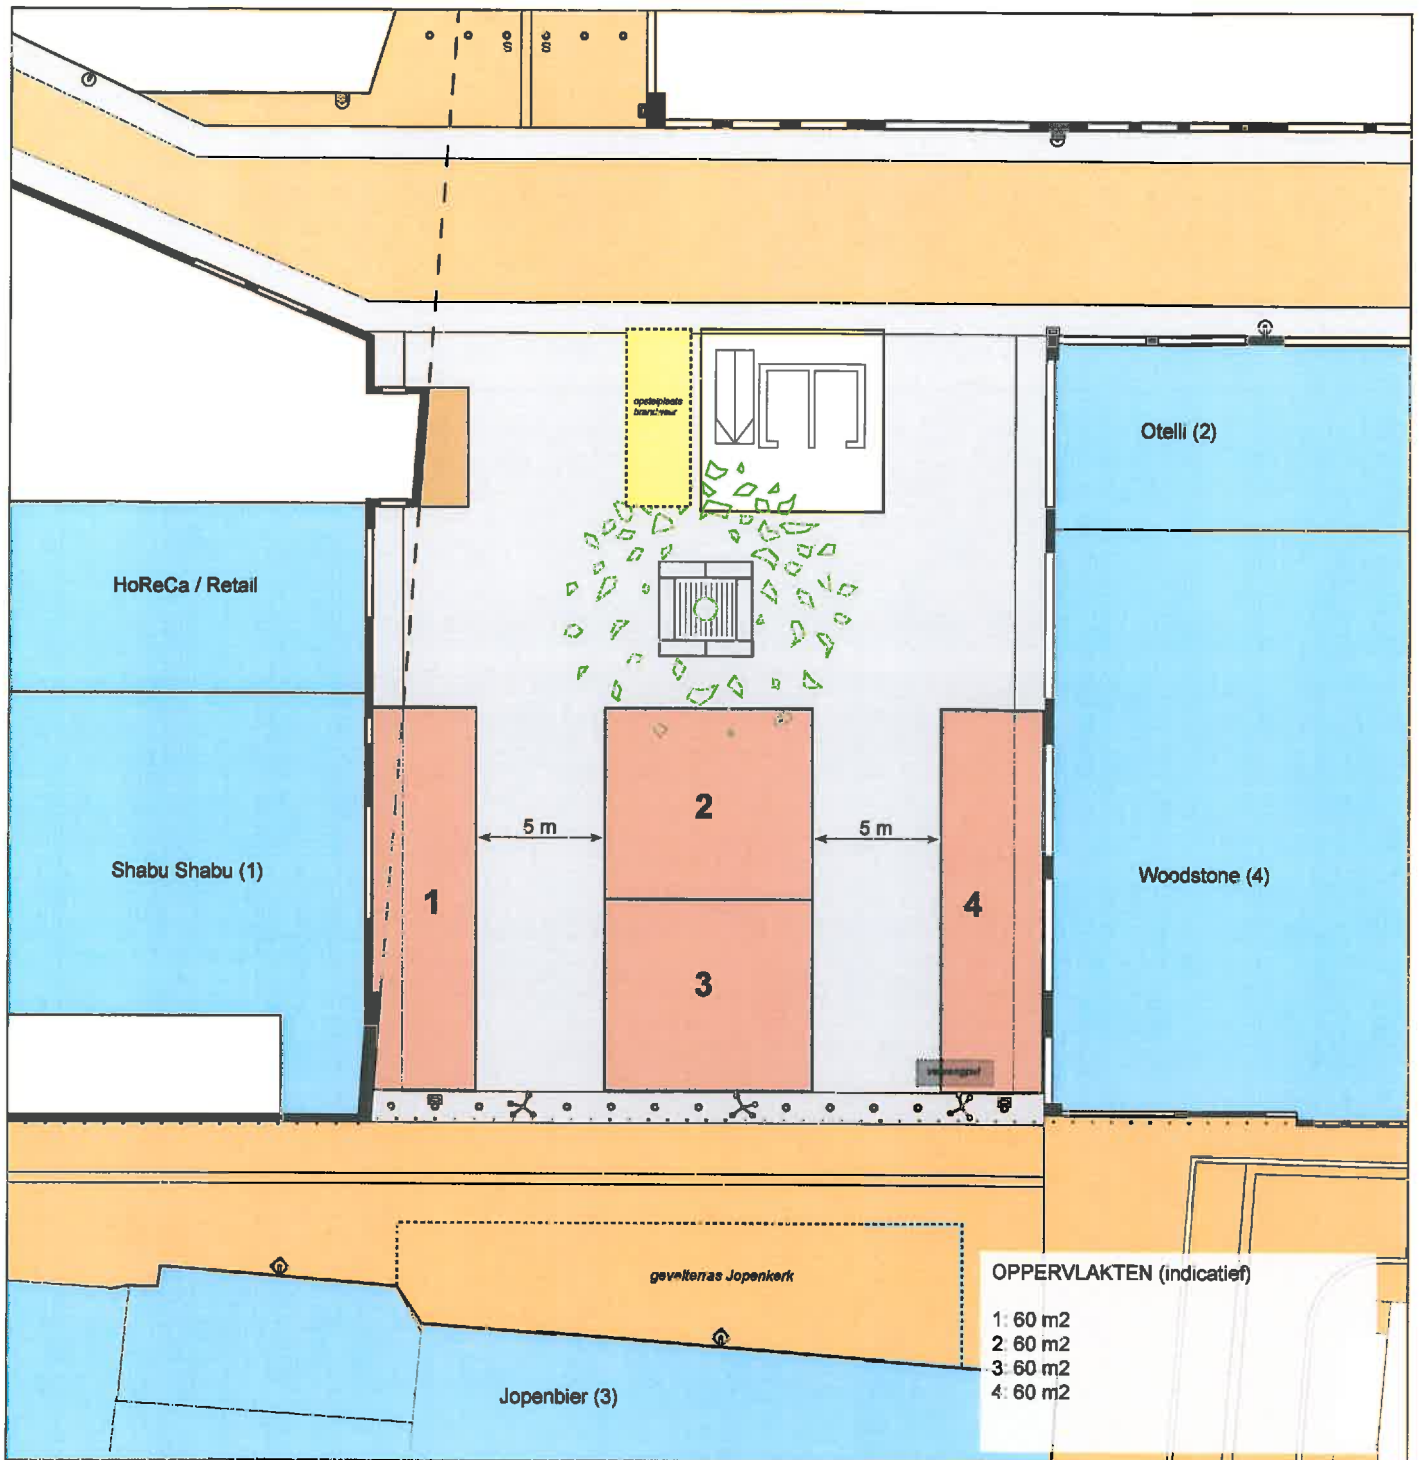 opstelplaats
brandweer
Otelli (2)
HoReCa / Retail
5 m
2
5 m
Shabu Shabu (1)
Woodstone (4)
1
4
3
gevelterras Jopenkerk
OPPERVLAKTEN (indicatief)
1: 60 m2
2: 60 m2
3: 60 m2
4: 60 m2
Jopenbier (3)